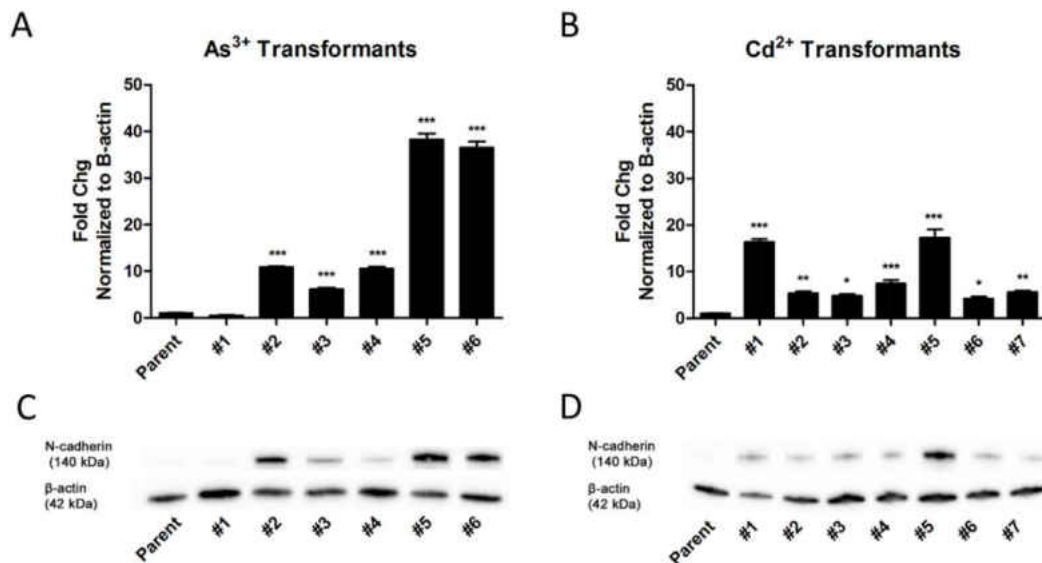 A
As³⁺ Transformants
Fold Chg
Normalized to B-actin
50
40
30
20
10
0
***
***
***
***
***
Parent
#1
#2
#3
#4
#5
#6
B
Cd²⁺ Transformants
Fold Chg
Normalized to B-actin
50
40
30
20
10
0
***
**
*
***
***
*
**
Parent
#1
#2
#3
#4
#5
#6
#7
C
N-cadherin
(140 kDa)
β-actin
(42 kDa)
Parent
#1
#2
#3
#4
#5
#6
D
N-cadherin
(140 kDa)
β-actin
(42 kDa)
Parent
#1
#2
#3
#4
#5
#6
#7